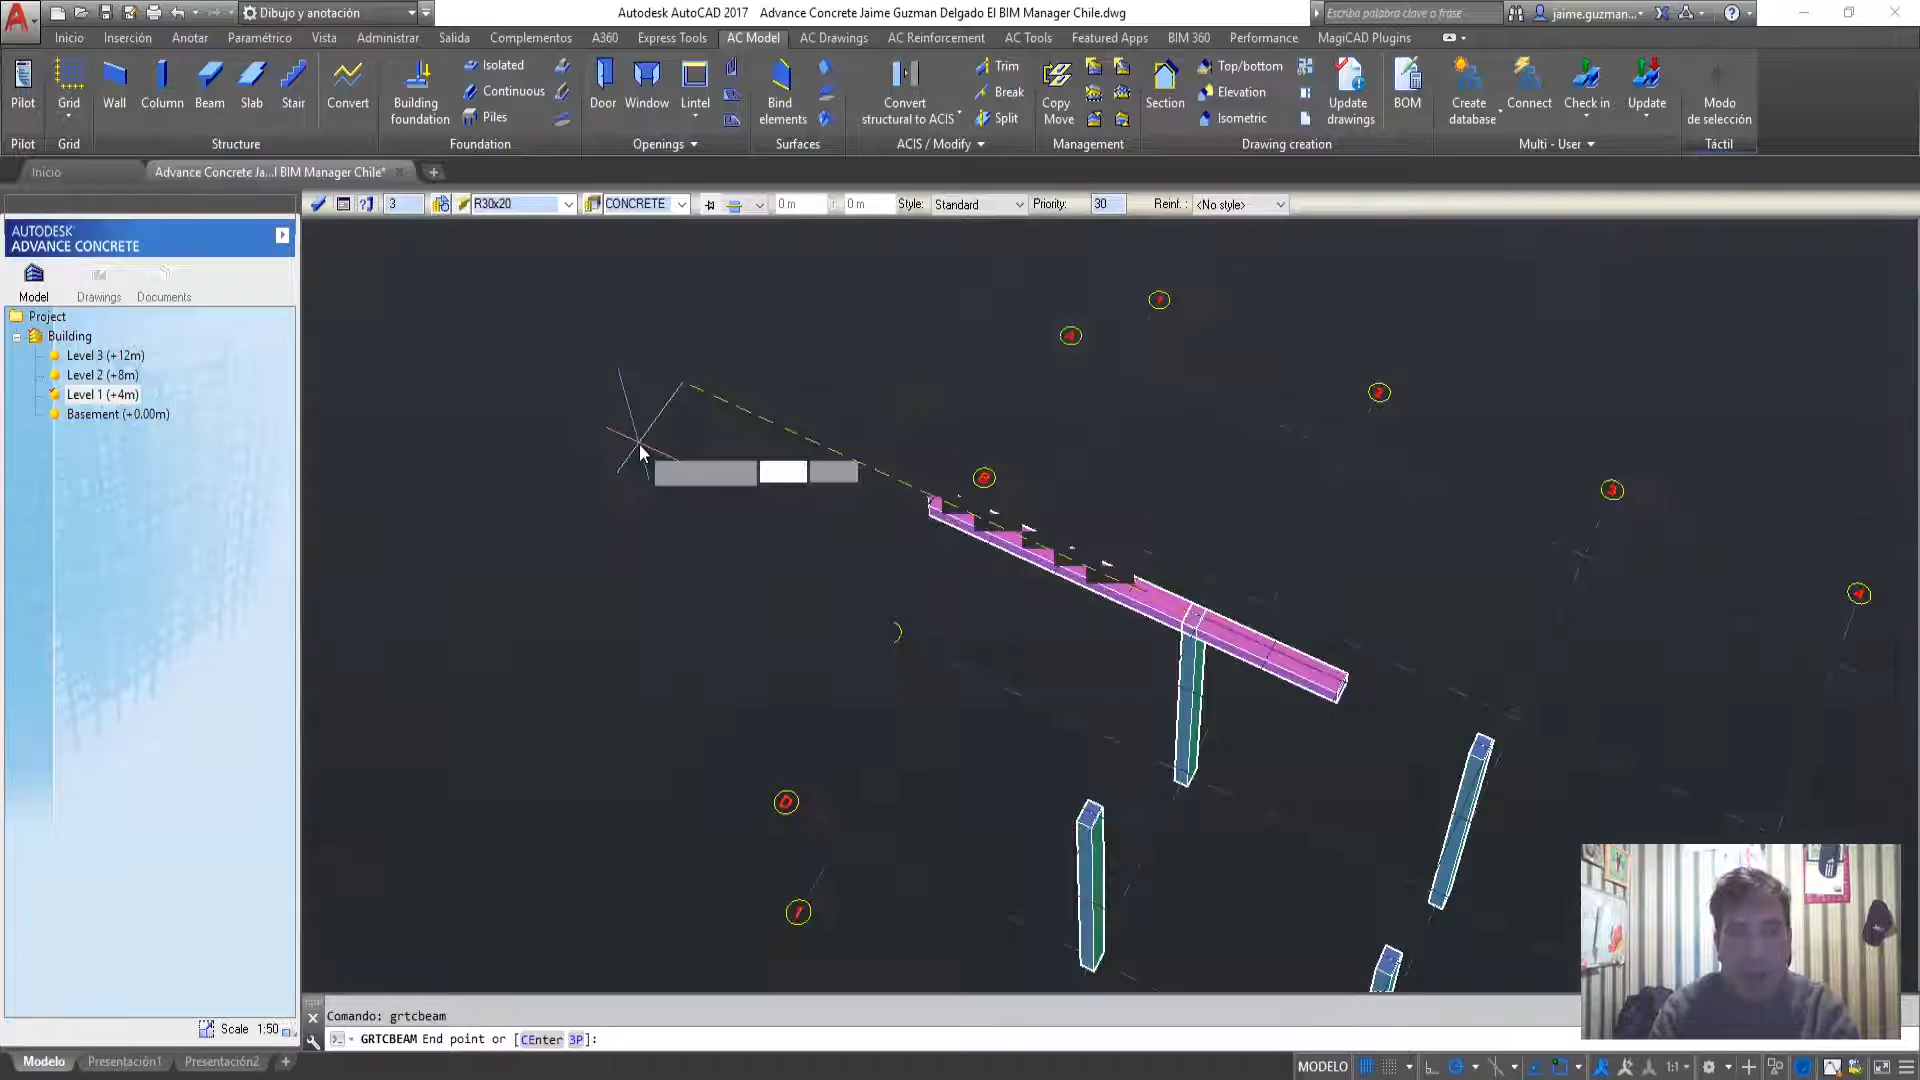 Autodesk AutoCAD 2017   Advance Concrete Jaime Guzman Delgado El BIM Manager Chile.dwg
Dibujo y anotación
Escriba palabra clave o frase
jaime.guzman...
Inicio Inserción Anotar Paramétrico Vista Administrar Salida Complementos A360 Express Tools AC Model AC Drawings AC Reinforcement AC Tools Featured Apps BIM 360 Performance MagiCAD Plugins
Pilot
Grid
Wall
Column
Beam
Slab
Stair
Convert
Building foundation
Isolated
Continuous
Piles
Door
Window
Lintel
Bind elements
Convert structural to ACIS
Trim
Break
Split
Copy Move
Section
Top/bottom
Elevation
Isometric
Update drawings
BOM
Create database
Connect
Check in
Update
Modo de selección
Pilot Grid Structure Foundation Openings Surfaces ACIS / Modify Management Drawing creation Multi - User Táctil
Inicio
Advance Concrete Ja...l BIM Manager Chile*
3
R30x20
CONCRETE
0 m
0 m
Style: Standard
Priority: 30
Reinf. : <No style>
AUTODESK
ADVANCE CONCRETE
Model Drawings Documents
Project
Building
Level 3 (+12m)
Level 2 (+8m)
Level 1 (+4m)
Basement (+0.00m)
Scale 1:50
2
3
B
D
1
Comando: grtcbeam
GRTCBEAM End point or [CEnter 3P]:
Modelo Presentación1 Presentación2 +
MODELO
1:1